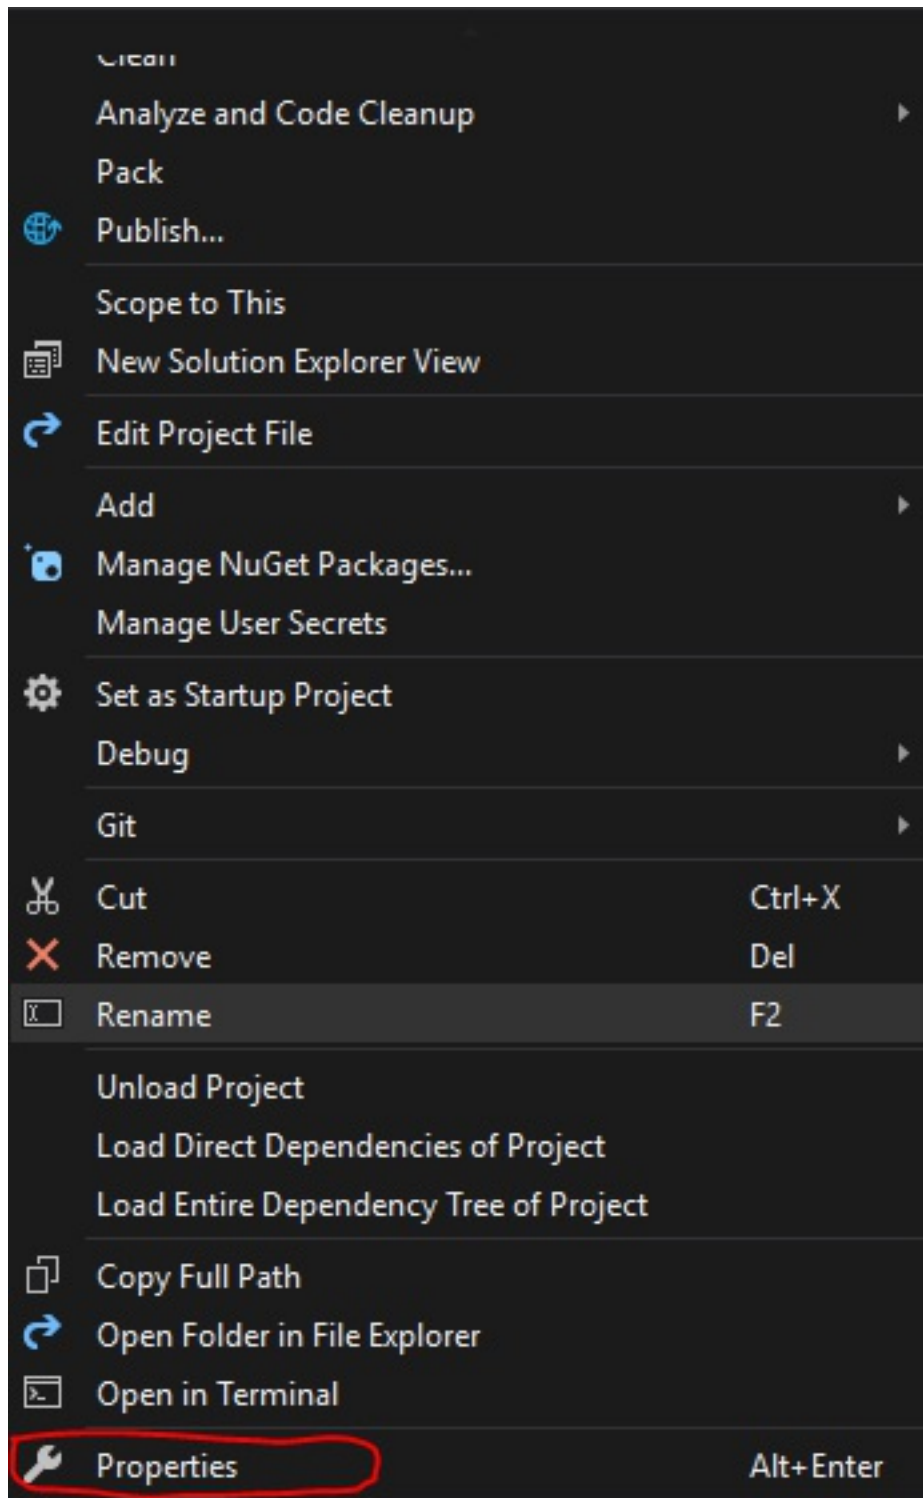 Clean
Analyze and Code Cleanup
Pack
Publish...
Scope to This
New Solution Explorer View
Edit Project File
Add
Manage NuGet Packages...
Manage User Secrets
Set as Startup Project
Debug
Git
Cut Ctrl+X
Remove Del
Rename F2
Unload Project
Load Direct Dependencies of Project
Load Entire Dependency Tree of Project
Copy Full Path
Open Folder in File Explorer
Open in Terminal
Properties Alt+Enter